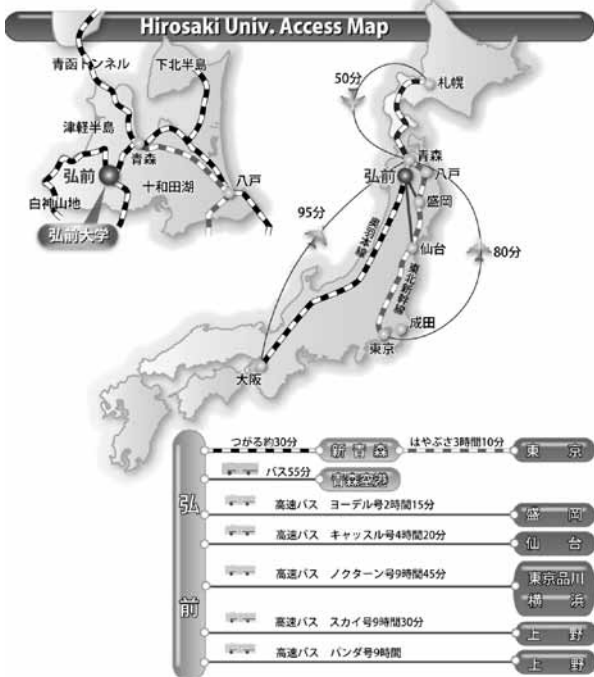 Hirosaki Univ. Access Map
青函トンネル
下北半島
津軽半島
青森
弘前
八戸
十和田湖
白神山地
弘前大学
50分
札幌
青森
八戸
弘前
盛岡
95分
仙台
80分
東北新幹線
成田
東京
大阪
弘前
つがる約30分
新青森
はやぶさ3時間10分
東京
バス55分
青森空港
高速バス ヨーデル号2時間15分
盛岡
高速バス キャッスル号4時間20分
仙台
高速バス ノクターン号9時間45分
東京品川
横浜
高速バス スカイ号9時間30分
上野
高速バス パンダ号9時間
上野